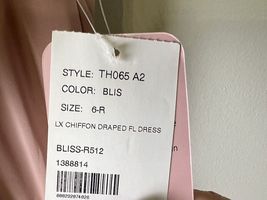 STYLE: TH065 A2
COLOR: BLIS
SIZE: 6-R
LX CHIFFON DRAPED FL DRESS
BLISS-R512
1388814